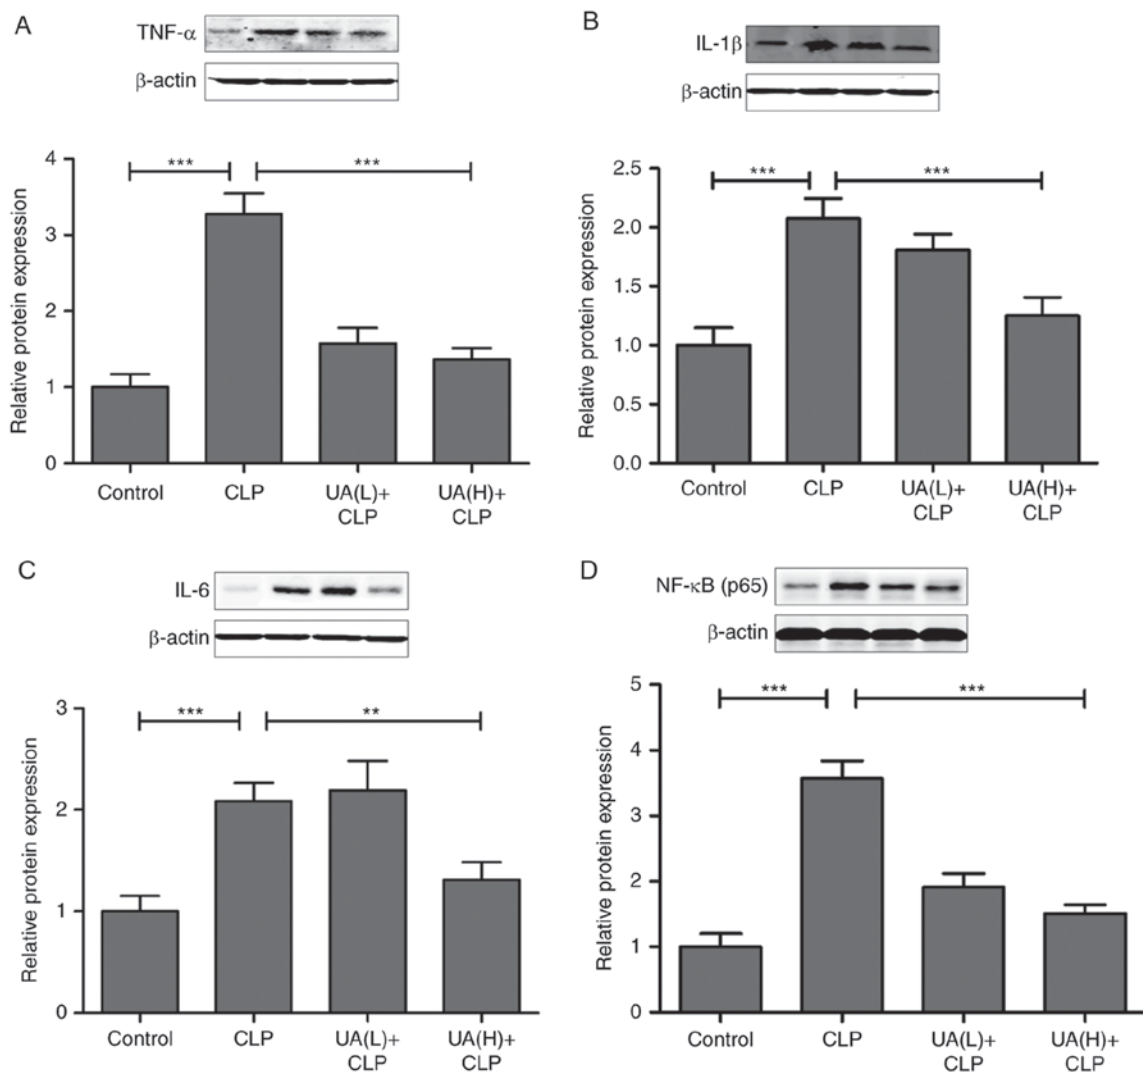 A
TNF-α
β-actin
Relative protein expression
4
3
2
1
0
***
***
Control
CLP
UA(L)+
CLP
UA(H)+
CLP
B
IL-1β
β-actin
Relative protein expression
2.5
2.0
1.5
1.0
0.5
0.0
***
***
Control
CLP
UA(L)+
CLP
UA(H)+
CLP
C
IL-6
β-actin
Relative protein expression
3
2
1
0
***
**
Control
CLP
UA(L)+
CLP
UA(H)+
CLP
D
NF-κB (p65)
β-actin
Relative protein expression
5
4
3
2
1
0
***
***
Control
CLP
UA(L)+
CLP
UA(H)+
CLP